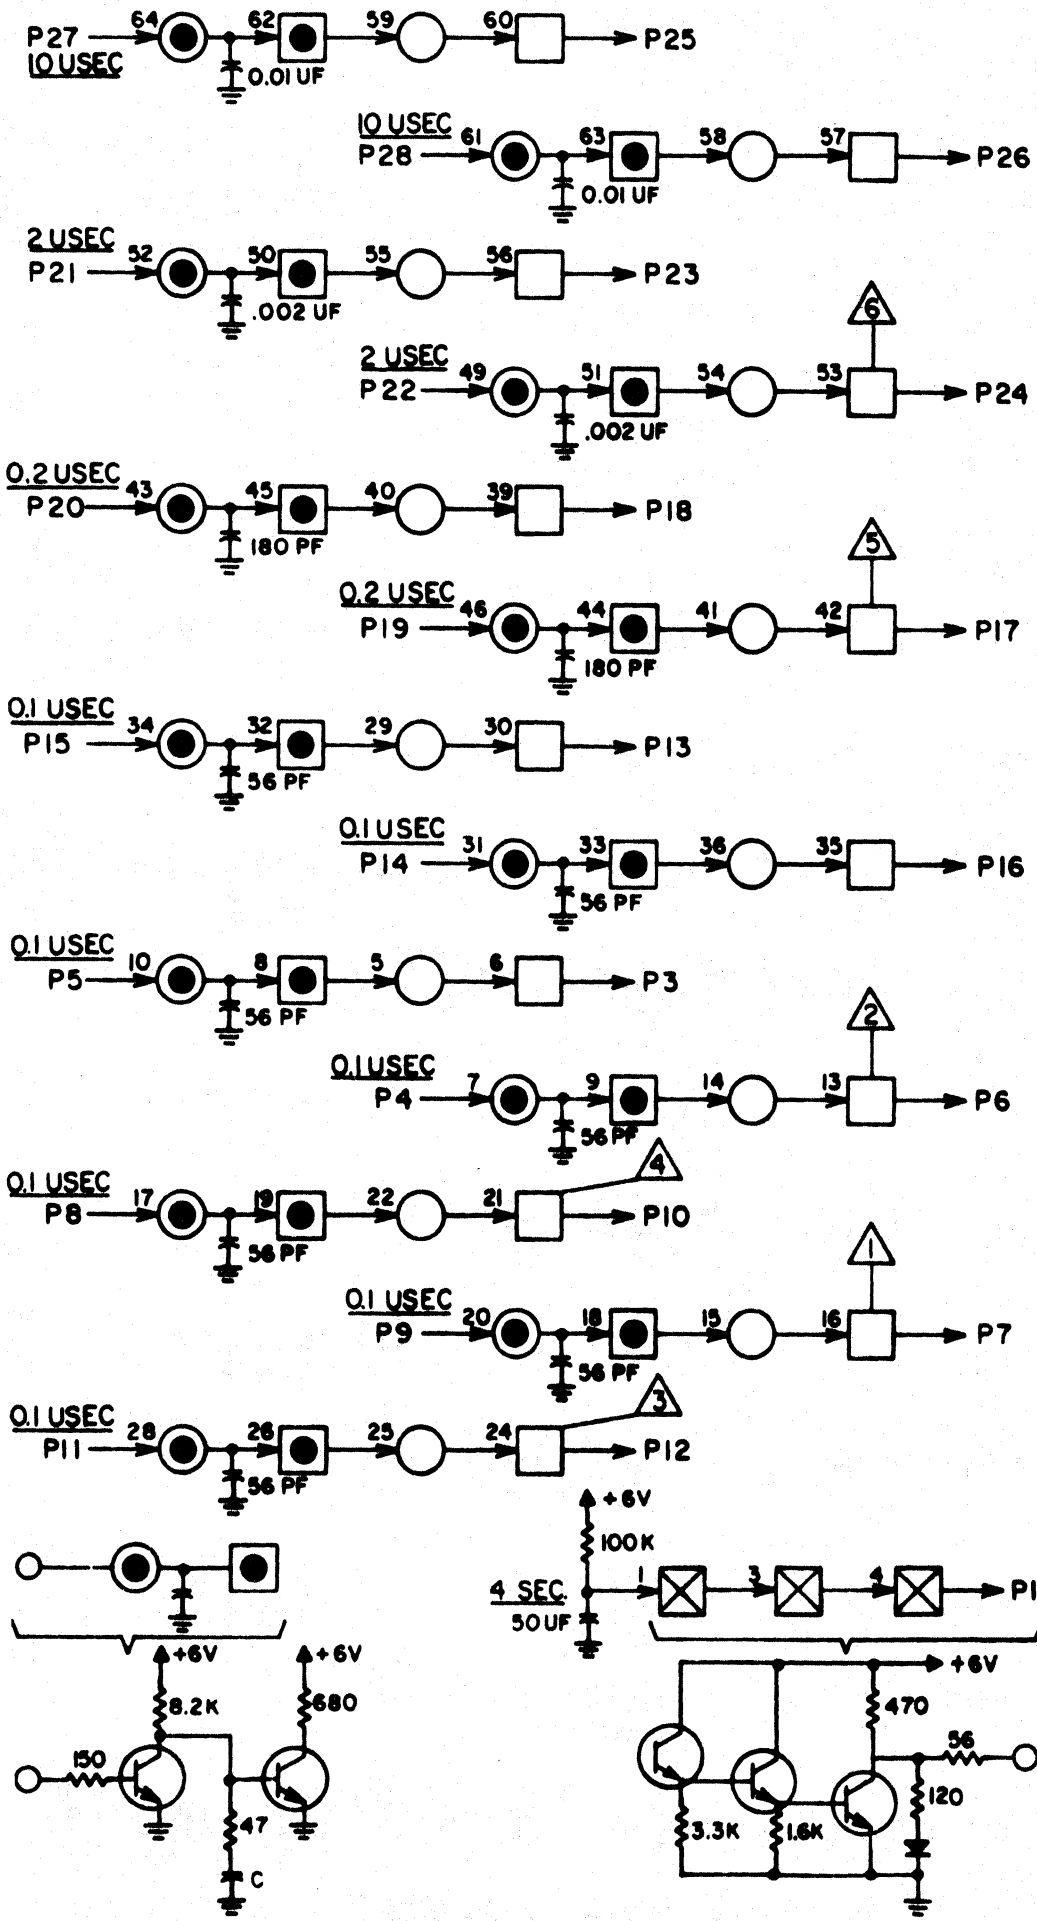 64 62 59 60
P27 P25
10 USEC 0.01 UF
10 USEC 61 63 58 57
P28 P26
0.01 UF
2 USEC 52 50 55 56
P21 P23
.002 UF
6
2 USEC 49 51 54 53
P22 P24
.002 UF
0.2 USEC 43 45 40 39
P20 P18
180 PF
5
0.2 USEC 46 44 41 42
P19 P17
180 PF
0.1 USEC 34 32 29 30
P15 P13
56 PF
0.1 USEC 31 33 36 35
P14 P16
56 PF
0.1 USEC 10 8 5 6
P5 P3
56 PF
2
0.1 USEC 7 9 14 13
P4 P6
56 PF
4
0.1 USEC 17 19 22 21
P8 P10
56 PF
1
0.1 USEC 20 18 15 16
P9 P7
56 PF
3
0.1 USEC 28 26 25 24
P11 P12
56 PF
+6V
100K
1 3 4 P1
4 SEC.
50UF
+6V +6V
8.2K 680
150
47
C
+6V
470
56
120
3.3K 1.6K